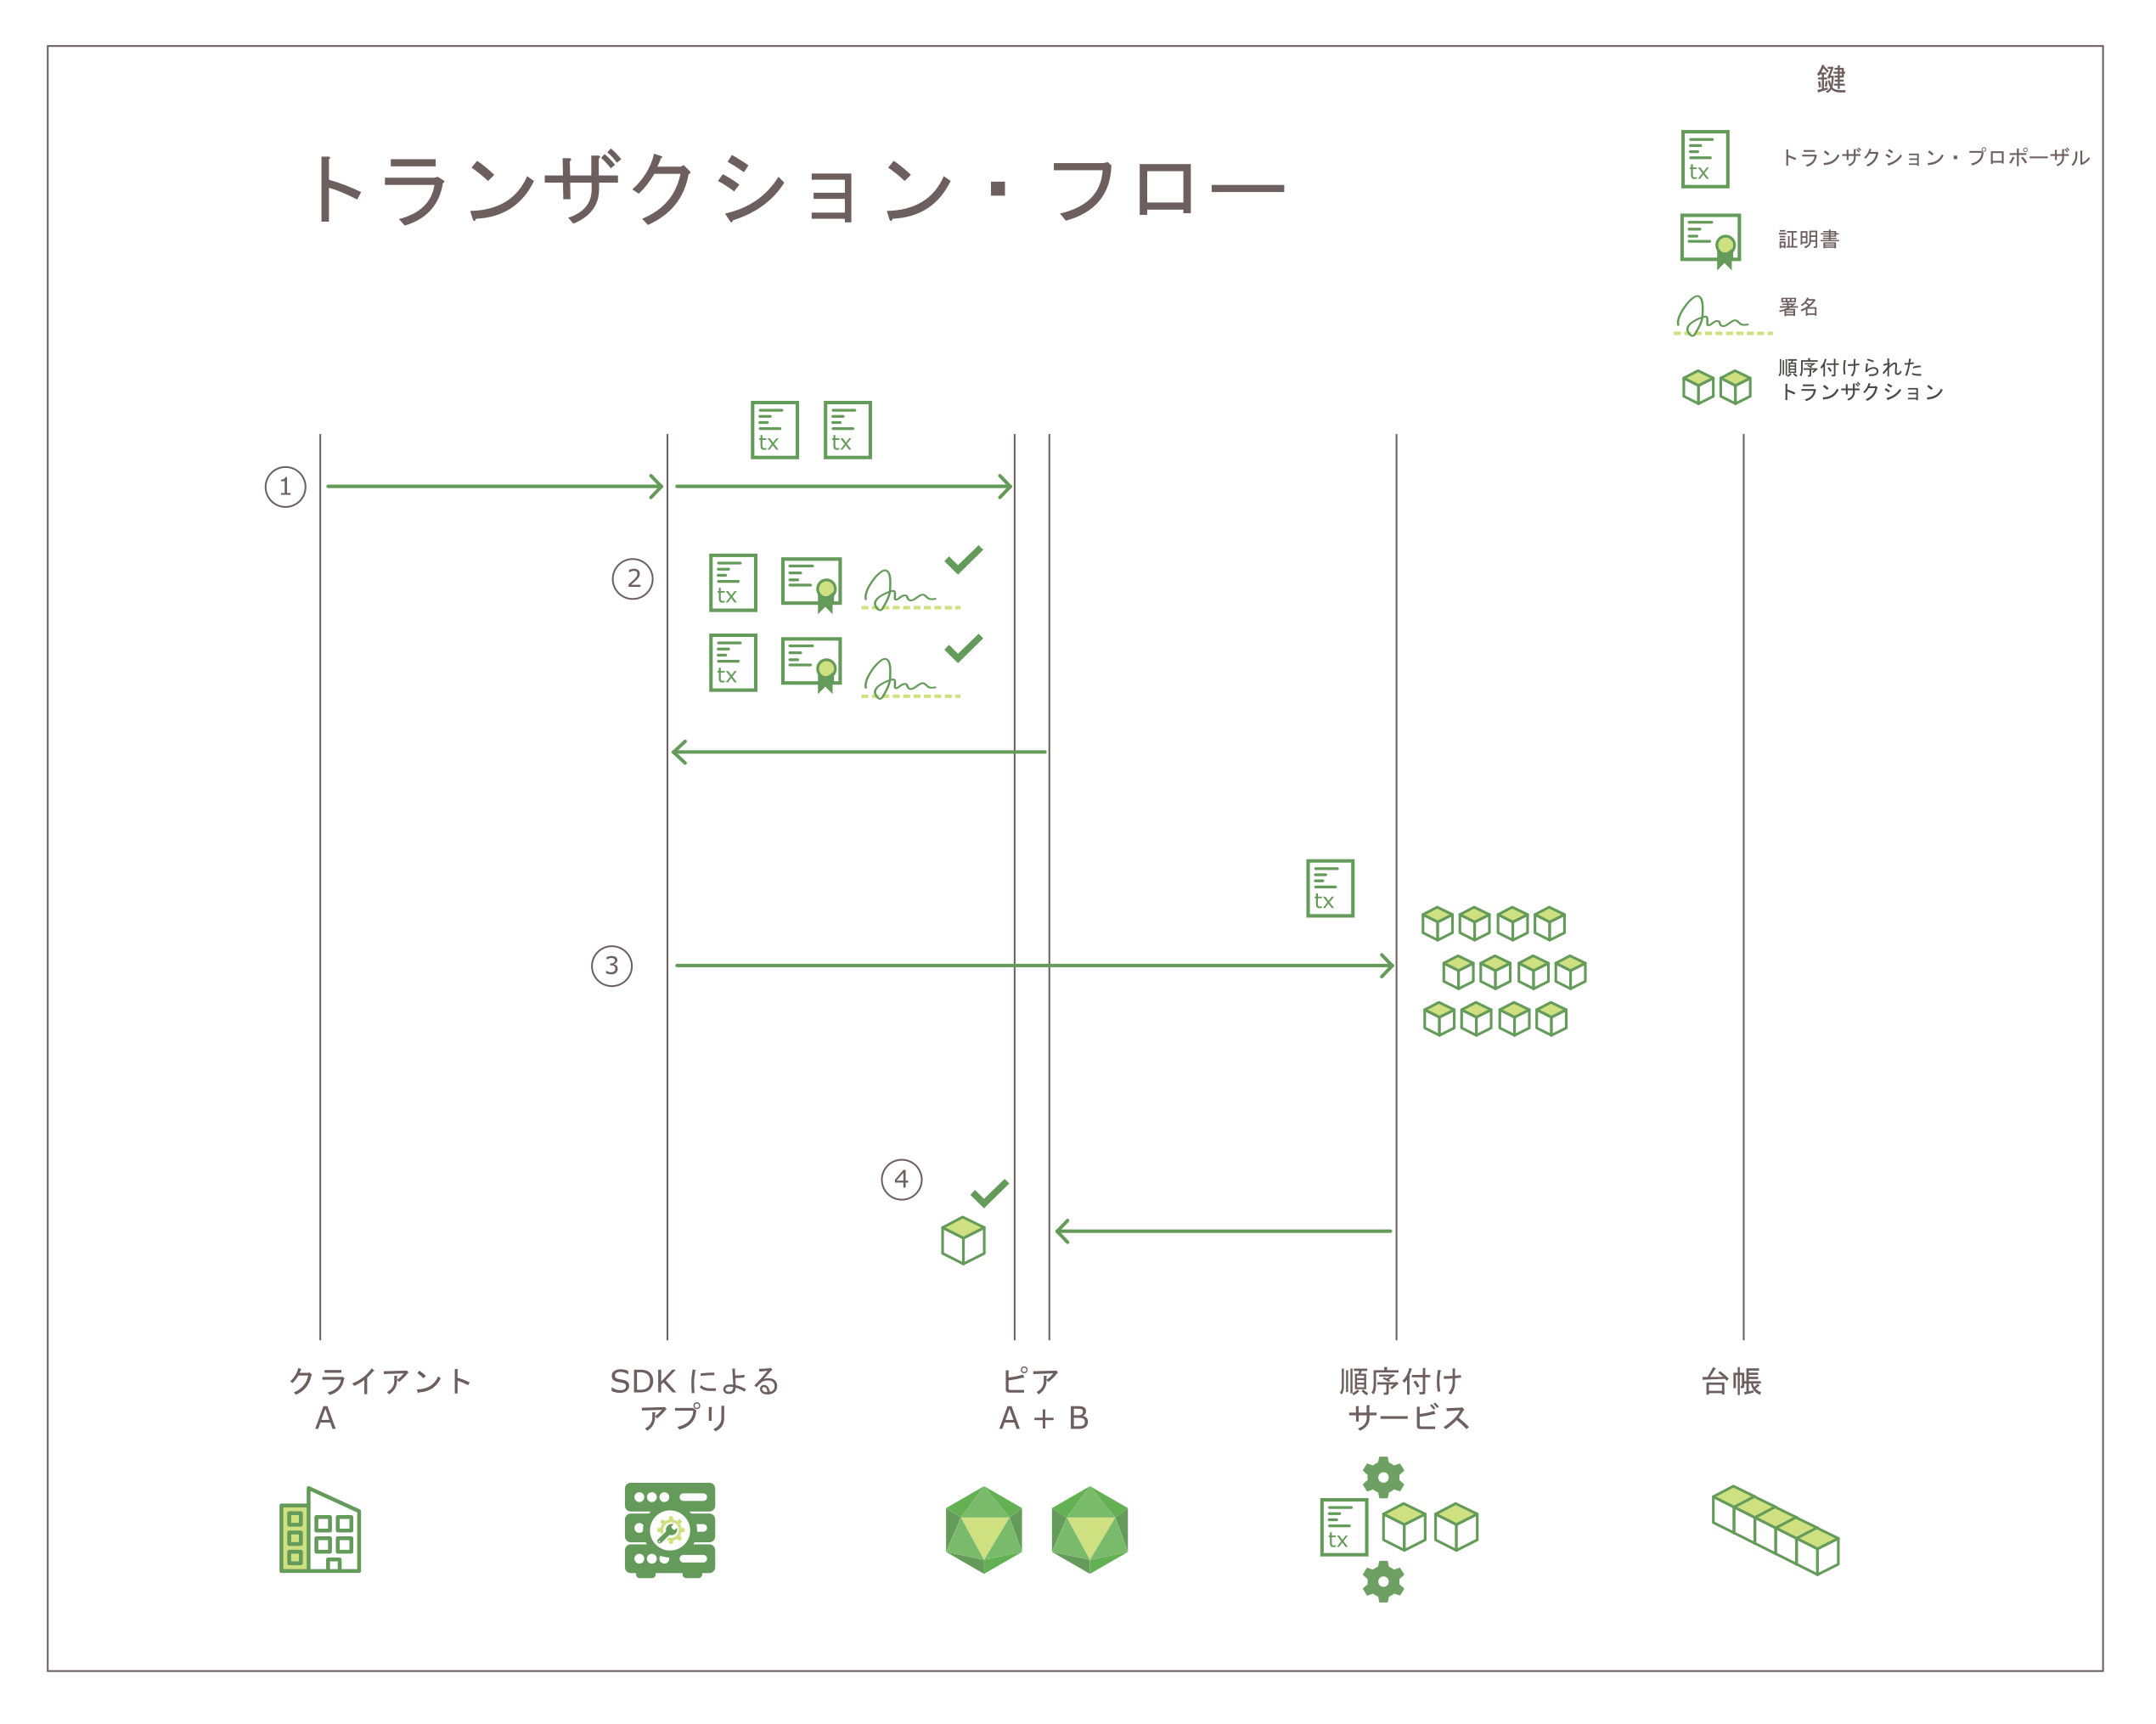 鍵
トランザクション・フロー
トランザクション・プロポーザル
tx
証明書
署名
順序付けられた
トランザクション
tx
tx
1
2
tx
tx
tx
3
4
クライアント
A
SDK による
アプリ
ピア
A + B
順序付け
サービス
台帳
tx